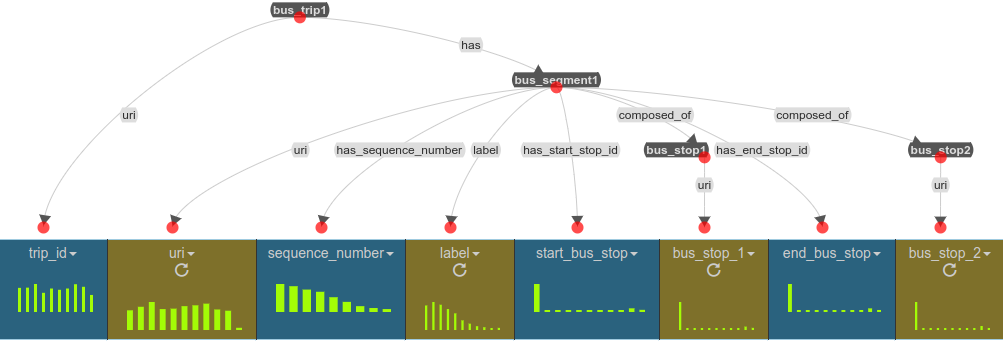 bus_trip1
has
bus_segment1
uri
composed_of
composed_of
uri
has_sequence_number
label
has_start_stop_id
bus_stop1
has_end_stop_id
bus_stop2
uri
uri
trip_id
uri
sequence_number
label
start_bus_stop
bus_stop_1
end_bus_stop
bus_stop_2